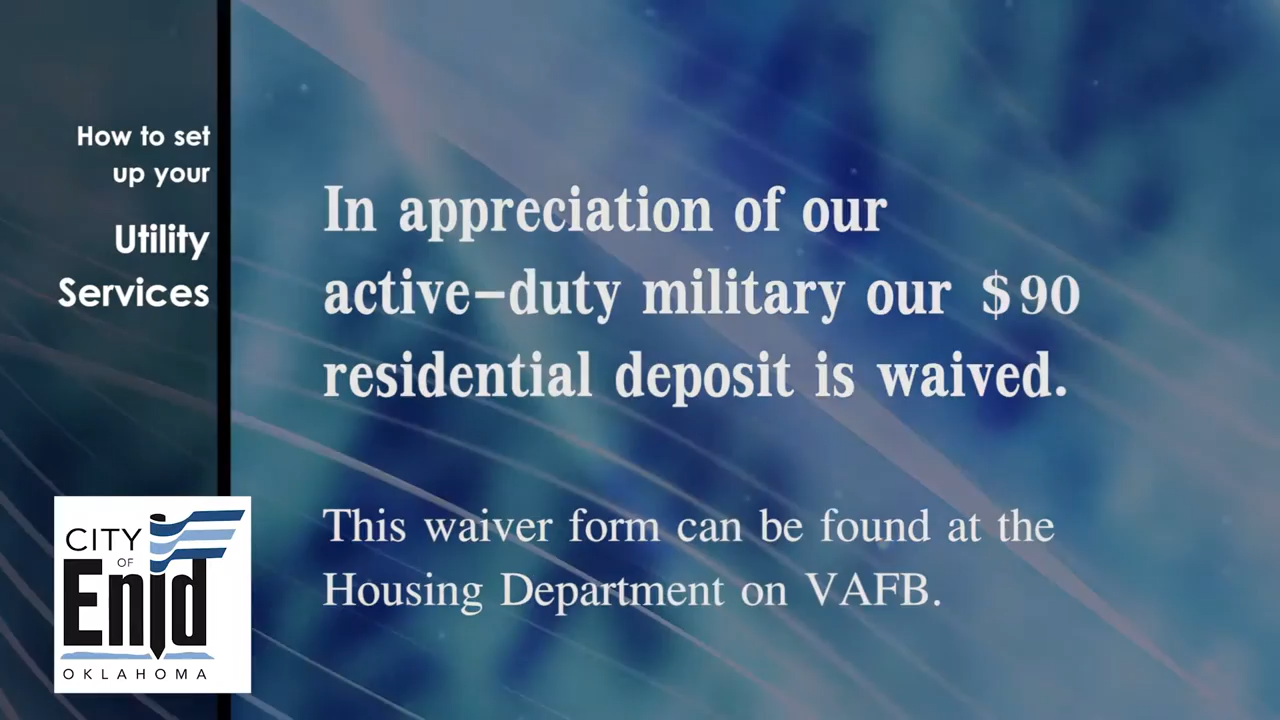 How to set
up your
Utility
Services
In appreciation of our
active-duty military our $90
residential deposit is waived.
This waiver form can be found at the
Housing Department on VAFB.
CITY
OF
Enid
OKLAHOMA